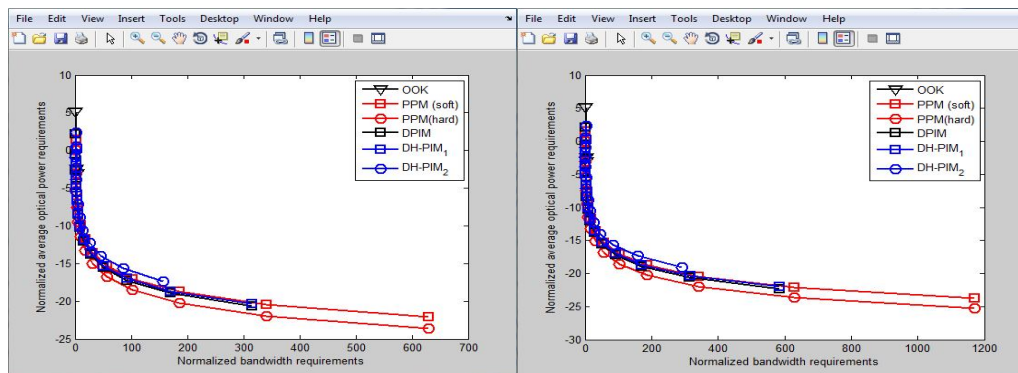 File Edit View Insert Tools Desktop Window Help
10
5
0
-5
-10
-15
-20
-25
Normalized average optical power requirements
OOK
PPM (soft)
PPM(hard)
DPIM
DH-PIM1
DH-PIM2
0 100 200 300 400 500 600 700
Normalized bandwidth requirements
File Edit View Insert Tools Desktop Window Help
10
5
0
-5
-10
-15
-20
-25
-30
Normalized average optical power requirements
OOK
PPM (soft)
PPM(hard)
DPIM
DH-PIM1
DH-PIM2
0 200 400 600 800 1000 1200
Normalized bandwidth requirements